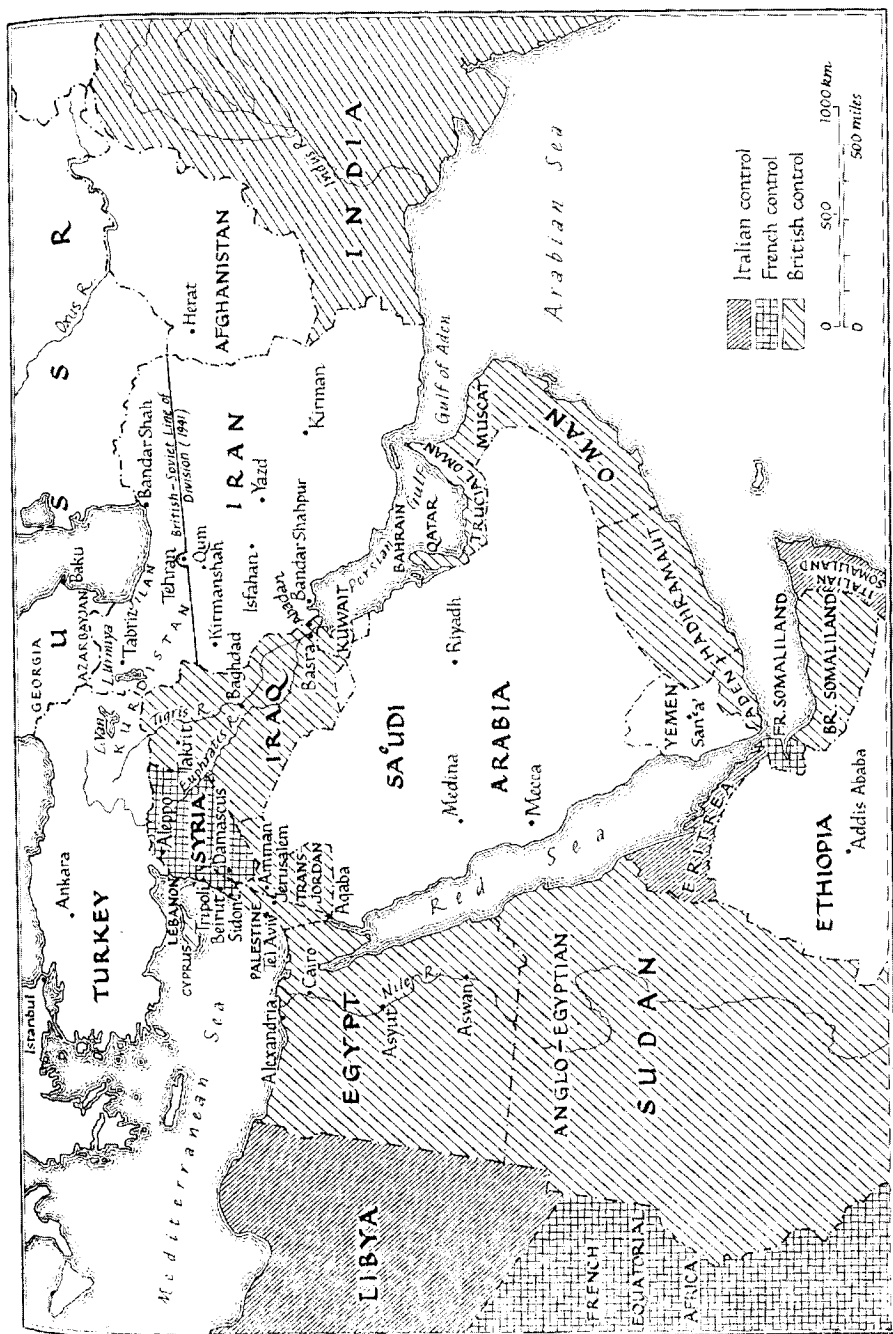 U S S R
GEORGIA
AZARBAYJAN
Baku
Oxus R
Istanbul
Ankara
TURKEY
L.Van
L.Urmiya
Tabriz
KURDISTAN
ILAN
Bandar Shah
Tehran
British–Soviet Line of
Division (1941)
Herat
AFGHANISTAN
Qum
Kirmanshah
IRAN
Isfahan
Yazd
Kirman
Bandar Shahpur
Abadan
Indus R
INDIA
Mediterranean Sea
CYPRUS
LEBANON
Aleppo
SYRIA
Tripoli
Beirut
Damascus
Sidon
PALESTINE
Tel Aviv
Amman
Jerusalem
TRANS
JORDAN
Aqaba
Tigris R
Takrit
Euphrates R
Baghdad
IRAQ
Basra
KUWAIT
Persian Gulf
BAHRAIN
QATAR
TRUCIAL OMAN
MUSCAT
Gulf of Aden
OMAN
Arabian Sea
Alexandria
Cairo
EGYPT
Nile R
Asyut
Aswan
LIBYA
Red Sea
SAʿUDI
ARABIA
Medina
Riyadh
Mecca
YEMEN
Sanʿaʾ
ADEN
HADHRAMAUT
ANGLO–EGYPTIAN
SUDAN
FRENCH
EQUATORIAL
AFRICA
ERITREA
ETHIOPIA
Addis Ababa
FR. SOMALILAND
BR. SOMALILAND
ITALIAN
SOMALILAND
Italian control
French control
British control
0 500 1000 km
0 500 miles